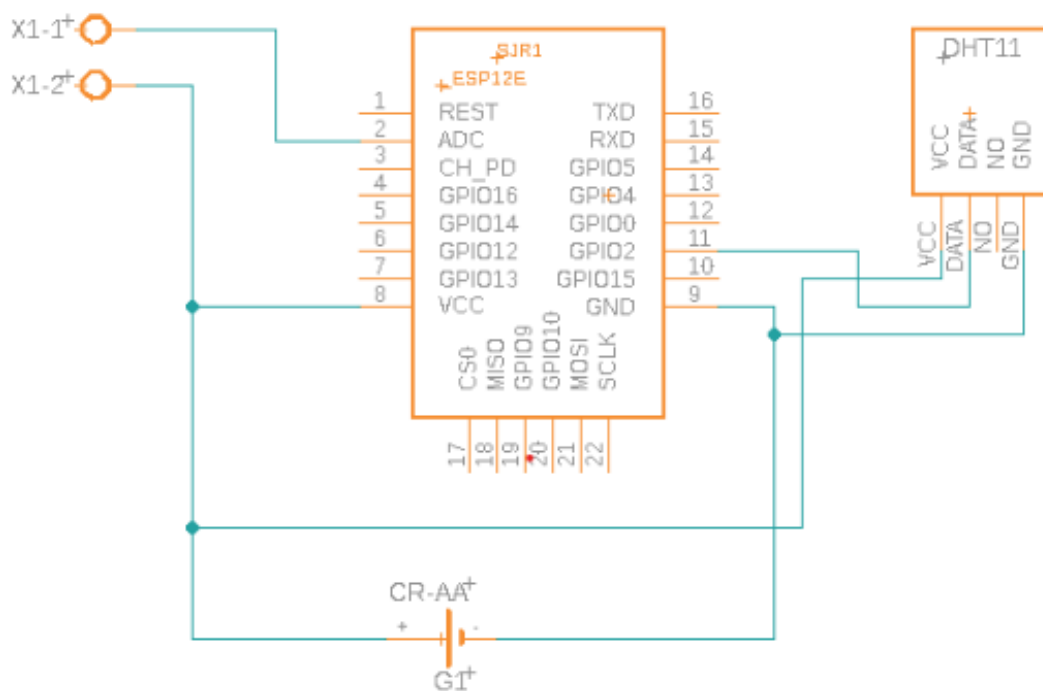 X1-1
X1-2
SJR1
ESP12E
1 REST
2 ADC
3 CH_PD
4 GPIO16
5 GPIO14
6 GPIO12
7 GPIO13
8 VCC
TXD 16
RXD 15
GPIO5 14
GPIO4 13
GPIO0 12
GPIO2 11
GPIO15 10
GND 9
CS0
MISO
GPIO9
GPIO10
MOSI
SCLK
17
18
19
20
21
22
DHT11
VCC
DATA
NO
GND
VCC
DATA
NO
GND
CR-AA
+ -
G1